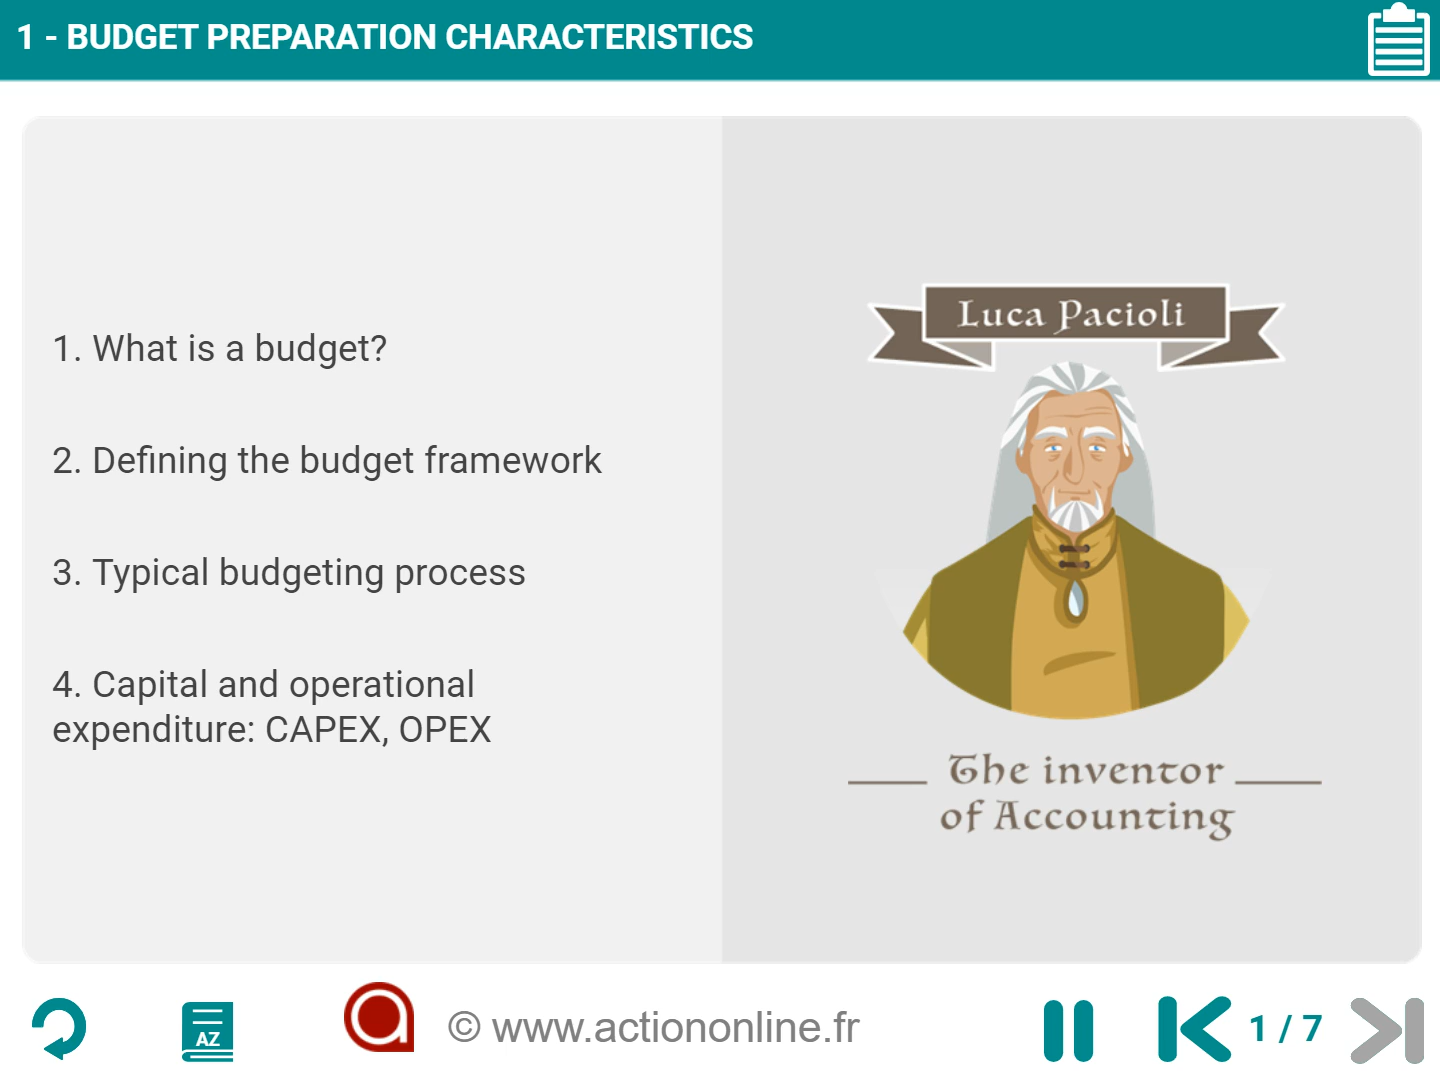 1 - BUDGET PREPARATION CHARACTERISTICS
1. What is a budget?
2. Defining the budget framework
3. Typical budgeting process
4. Capital and operational
expenditure: CAPEX, OPEX
Luca Pacioli
The inventor
of Accounting
AZ
© www.actiononline.fr
1 / 7